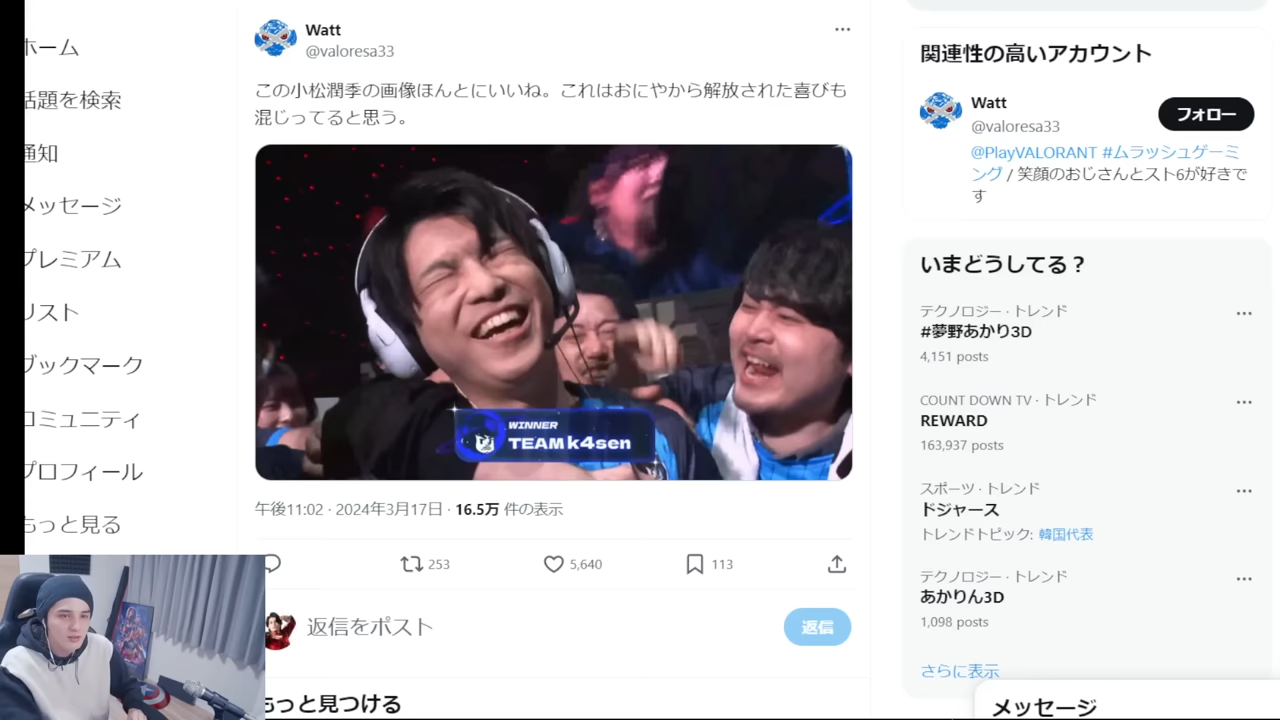 ホーム
話題を検索
通知
メッセージ
プレミアム
リスト
ブックマーク
コミュニティ
プロフィール
もっと見る
Watt
@valoresa33
この小松潤季の画像ほんとにいいね。これはおにやから解放された喜びも
混じってると思う。
WINNER
TEAM k4sen
午後11:02 · 2024年3月17日 · 16.5万 件の表示
253
5,640
113
返信をポスト
返信
もっと見つける
関連性の高いアカウント
Watt
フォロー
@valoresa33
@PlayVALORANT #ムラッシュゲーミ
ング / 笑顔のおじさんとスト6が好きで
す
いまどうしてる？
テクノロジー · トレンド
#夢野あかり3D
4,151 posts
COUNT DOWN TV · トレンド
REWARD
163,937 posts
スポーツ · トレンド
ドジャース
トレンドトピック: 韓国代表
テクノロジー · トレンド
あかりん3D
1,098 posts
さらに表示
メッセージ